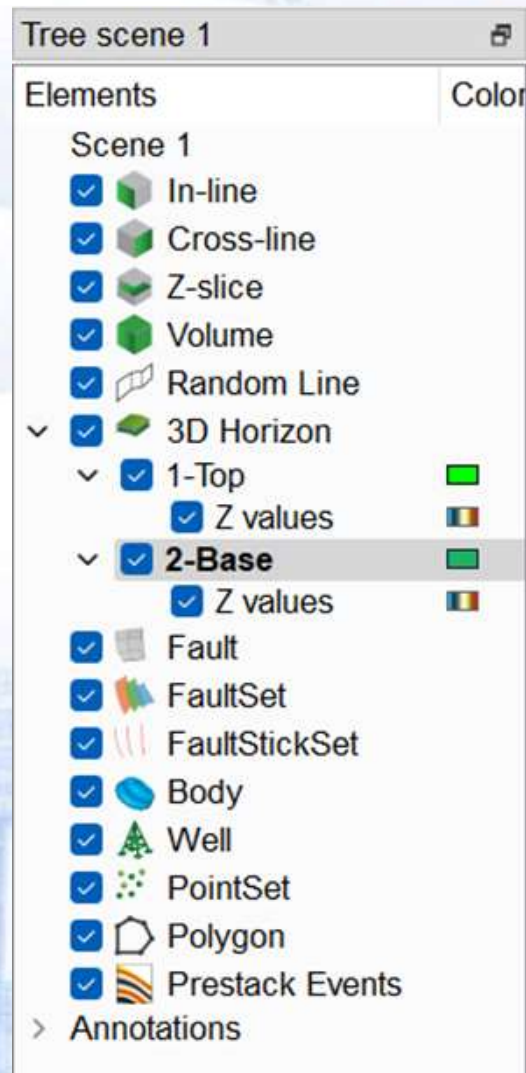 Tree scene 1
Elements Color
Scene 1
In-line
Cross-line
Z-slice
Volume
Random Line
3D Horizon
1-Top
Z values
2-Base
Z values
Fault
FaultSet
FaultStickSet
Body
Well
PointSet
Polygon
Prestack Events
Annotations